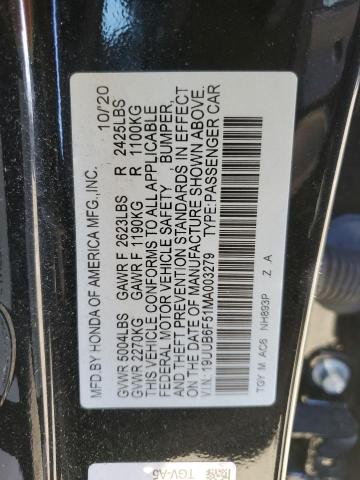 MFD.BY HONDA OF AMERICA MFG.,INC. 10/'20
GVWR 5004LBS GAWR F 2623LBS R 2425LBS
GVWR 2270KG GAWR F 1190KG R 1100KG
THIS VEHICLE CONFORMS TO ALL APPLICABLE
FEDERAL MOTOR VEHICLE SAFETY, BUMPER,
AND THEFT PREVENTION STANDARDS IN EFFECT
ON THE DATE OF MANUFACTURE SHOWN ABOVE.
V.I.N.:19UUB6F51MA003279 TYPE:PASSENGER CAR
TGY M AC6 NH893P Z A
TGV-A5